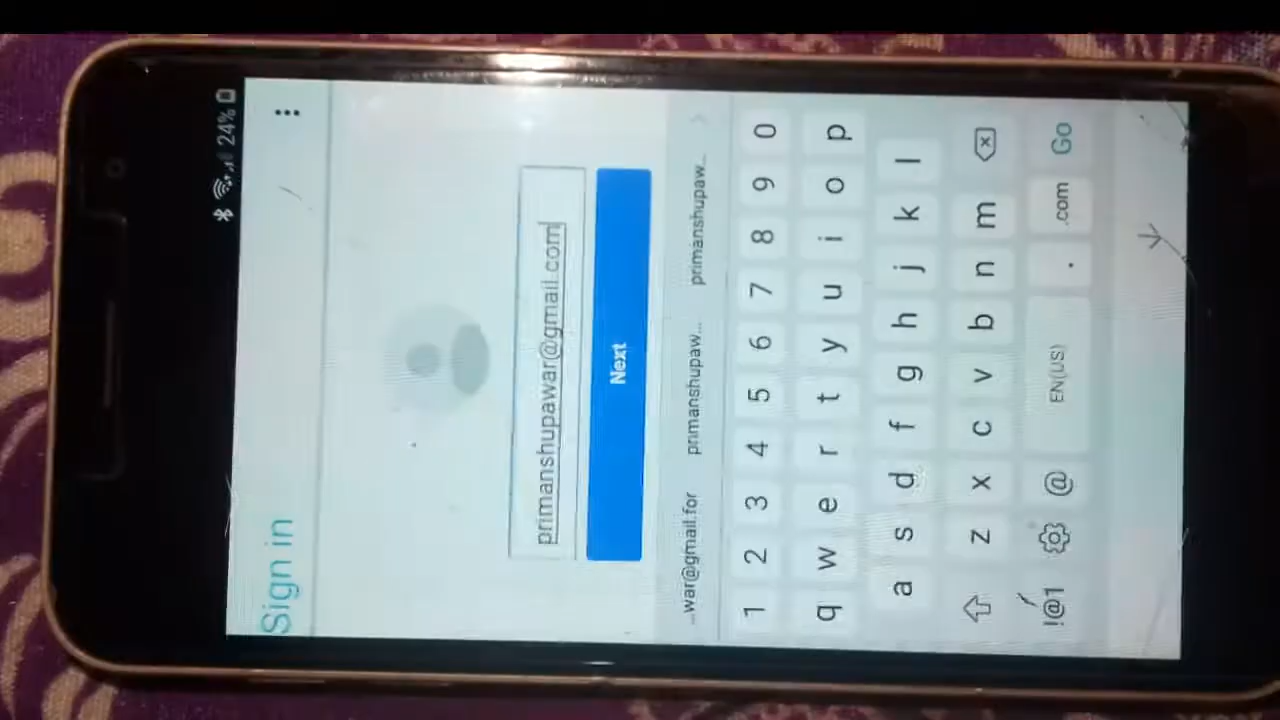 24%
Sign in
primanshupawar@gmail.com
Next
...war@gmail.for primanshupaw... primanshupaw...
1 2 3 4 5 6 7 8 9 0
q w e r t y u i o p
a s d f g h j k l
z x c v b n m
!@1 @ EN(US) . .com Go